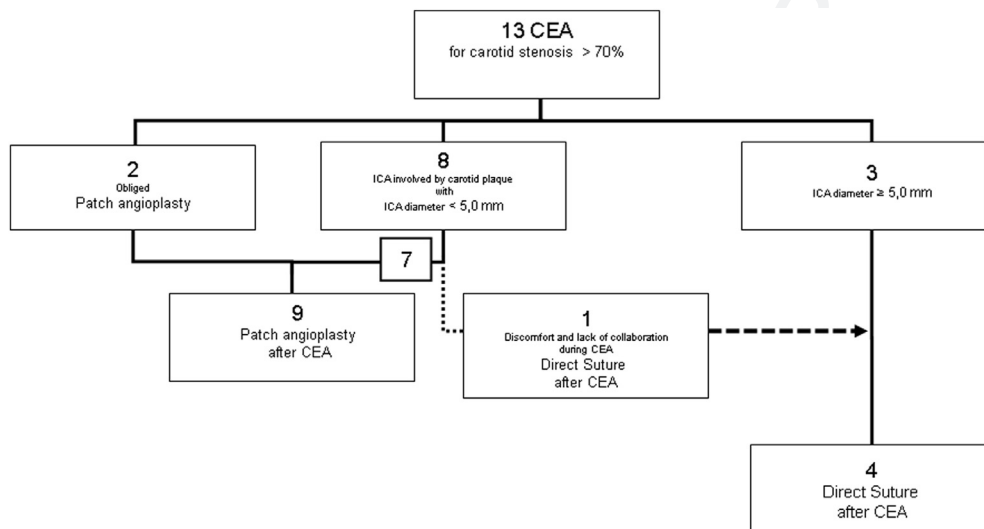 13 CEA
for carotid stenosis > 70%
2
Obliged
Patch angioplasty
8
ICA involved by carotid plaque
with
ICA diameter < 5,0 mm
3
ICA diameter ≥ 5,0 mm
7
9
Patch angioplasty
after CEA
1
Discomfort and lack of collaboration
during CEA
Direct Suture
after CEA
4
Direct Suture
after CEA